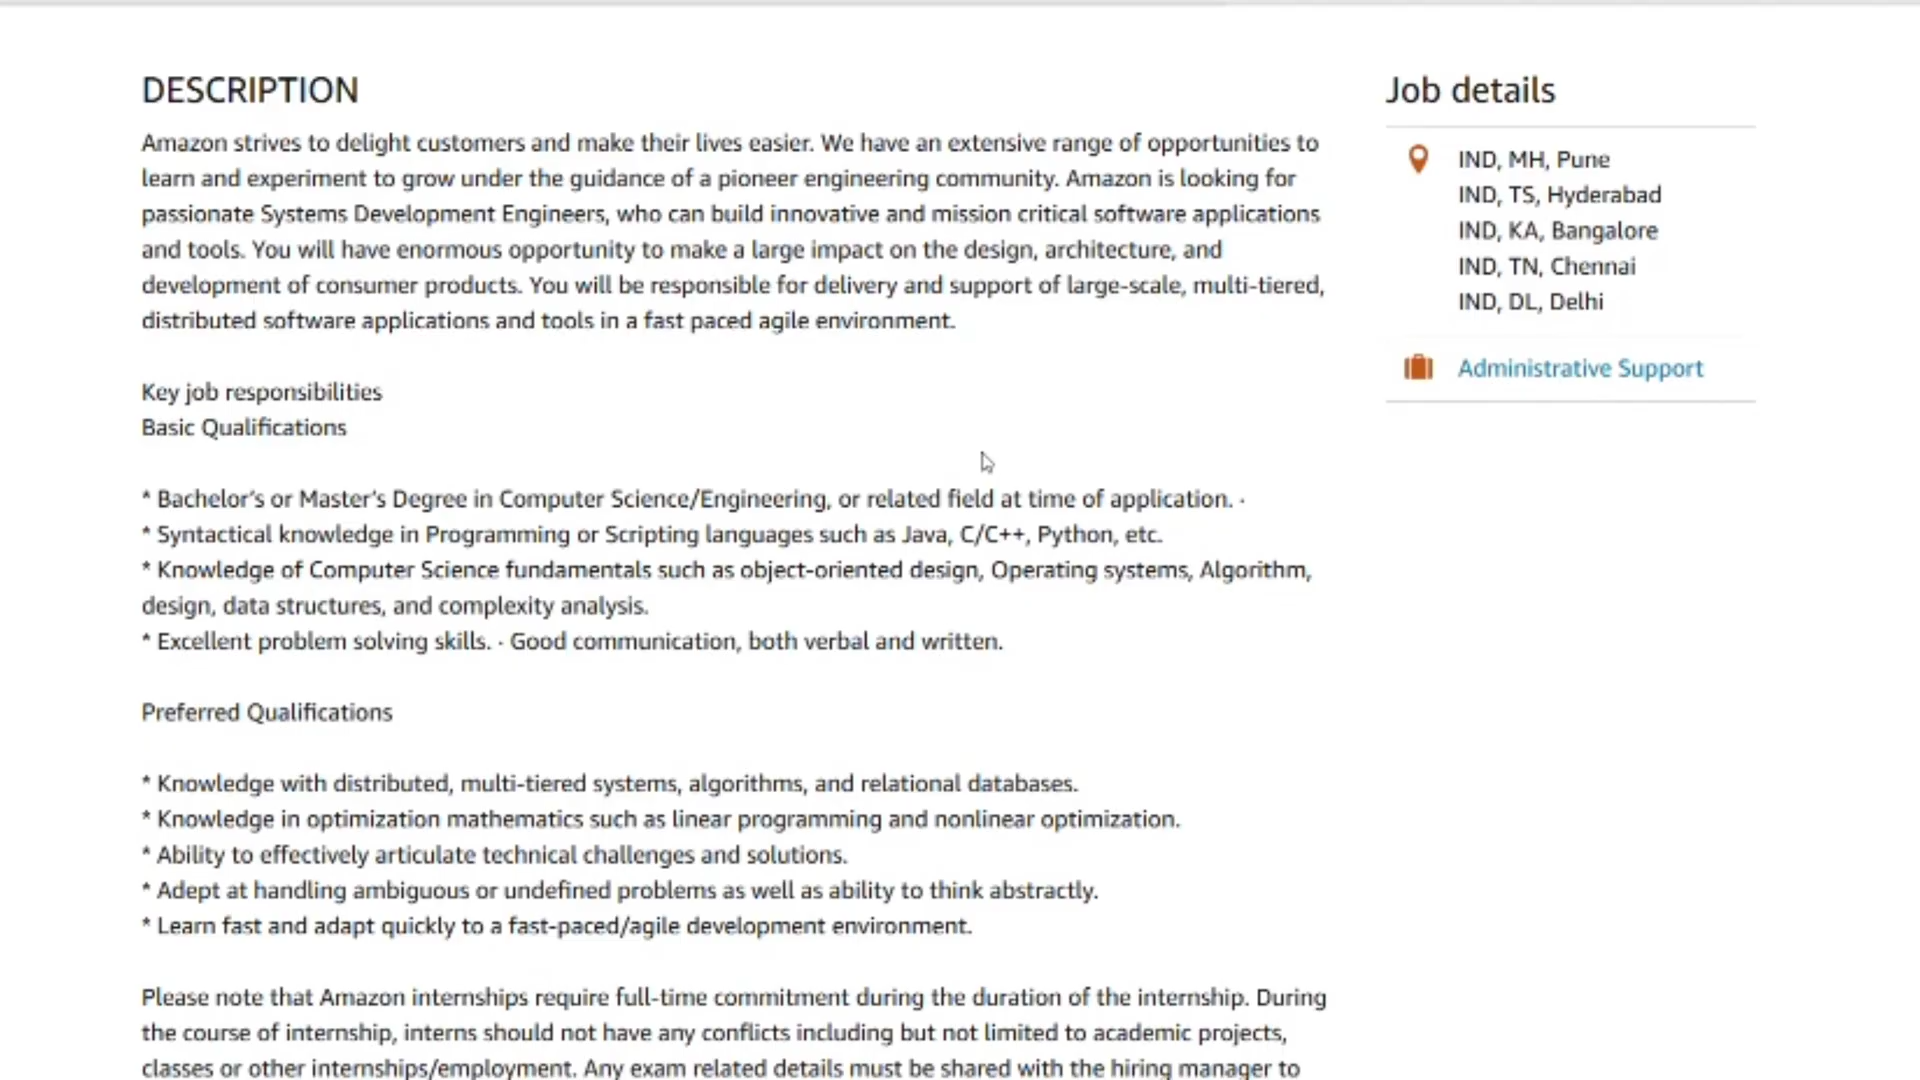 DESCRIPTION
Amazon strives to delight customers and make their lives easier. We have an extensive range of opportunities to
learn and experiment to grow under the guidance of a pioneer engineering community. Amazon is looking for
passionate Systems Development Engineers, who can build innovative and mission critical software applications
and tools. You will have enormous opportunity to make a large impact on the design, architecture, and
development of consumer products. You will be responsible for delivery and support of large-scale, multi-tiered,
distributed software applications and tools in a fast paced agile environment.
Key job responsibilities
Basic Qualifications
* Bachelor's or Master's Degree in Computer Science/Engineering, or related field at time of application. ·
* Syntactical knowledge in Programming or Scripting languages such as Java, C/C++, Python, etc.
* Knowledge of Computer Science fundamentals such as object-oriented design, Operating systems, Algorithm,
design, data structures, and complexity analysis.
* Excellent problem solving skills. · Good communication, both verbal and written.
Preferred Qualifications
* Knowledge with distributed, multi-tiered systems, algorithms, and relational databases.
* Knowledge in optimization mathematics such as linear programming and nonlinear optimization.
* Ability to effectively articulate technical challenges and solutions.
* Adept at handling ambiguous or undefined problems as well as ability to think abstractly.
* Learn fast and adapt quickly to a fast-paced/agile development environment.
Please note that Amazon internships require full-time commitment during the duration of the internship. During
the course of internship, interns should not have any conflicts including but not limited to academic projects,
classes or other internships/employment. Any exam related details must be shared with the hiring manager to
Job details
IND, MH, Pune
IND, TS, Hyderabad
IND, KA, Bangalore
IND, TN, Chennai
IND, DL, Delhi
Administrative Support